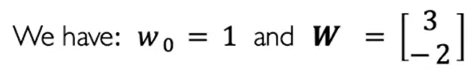 We have: w₀ = 1 and W = [3
-2]